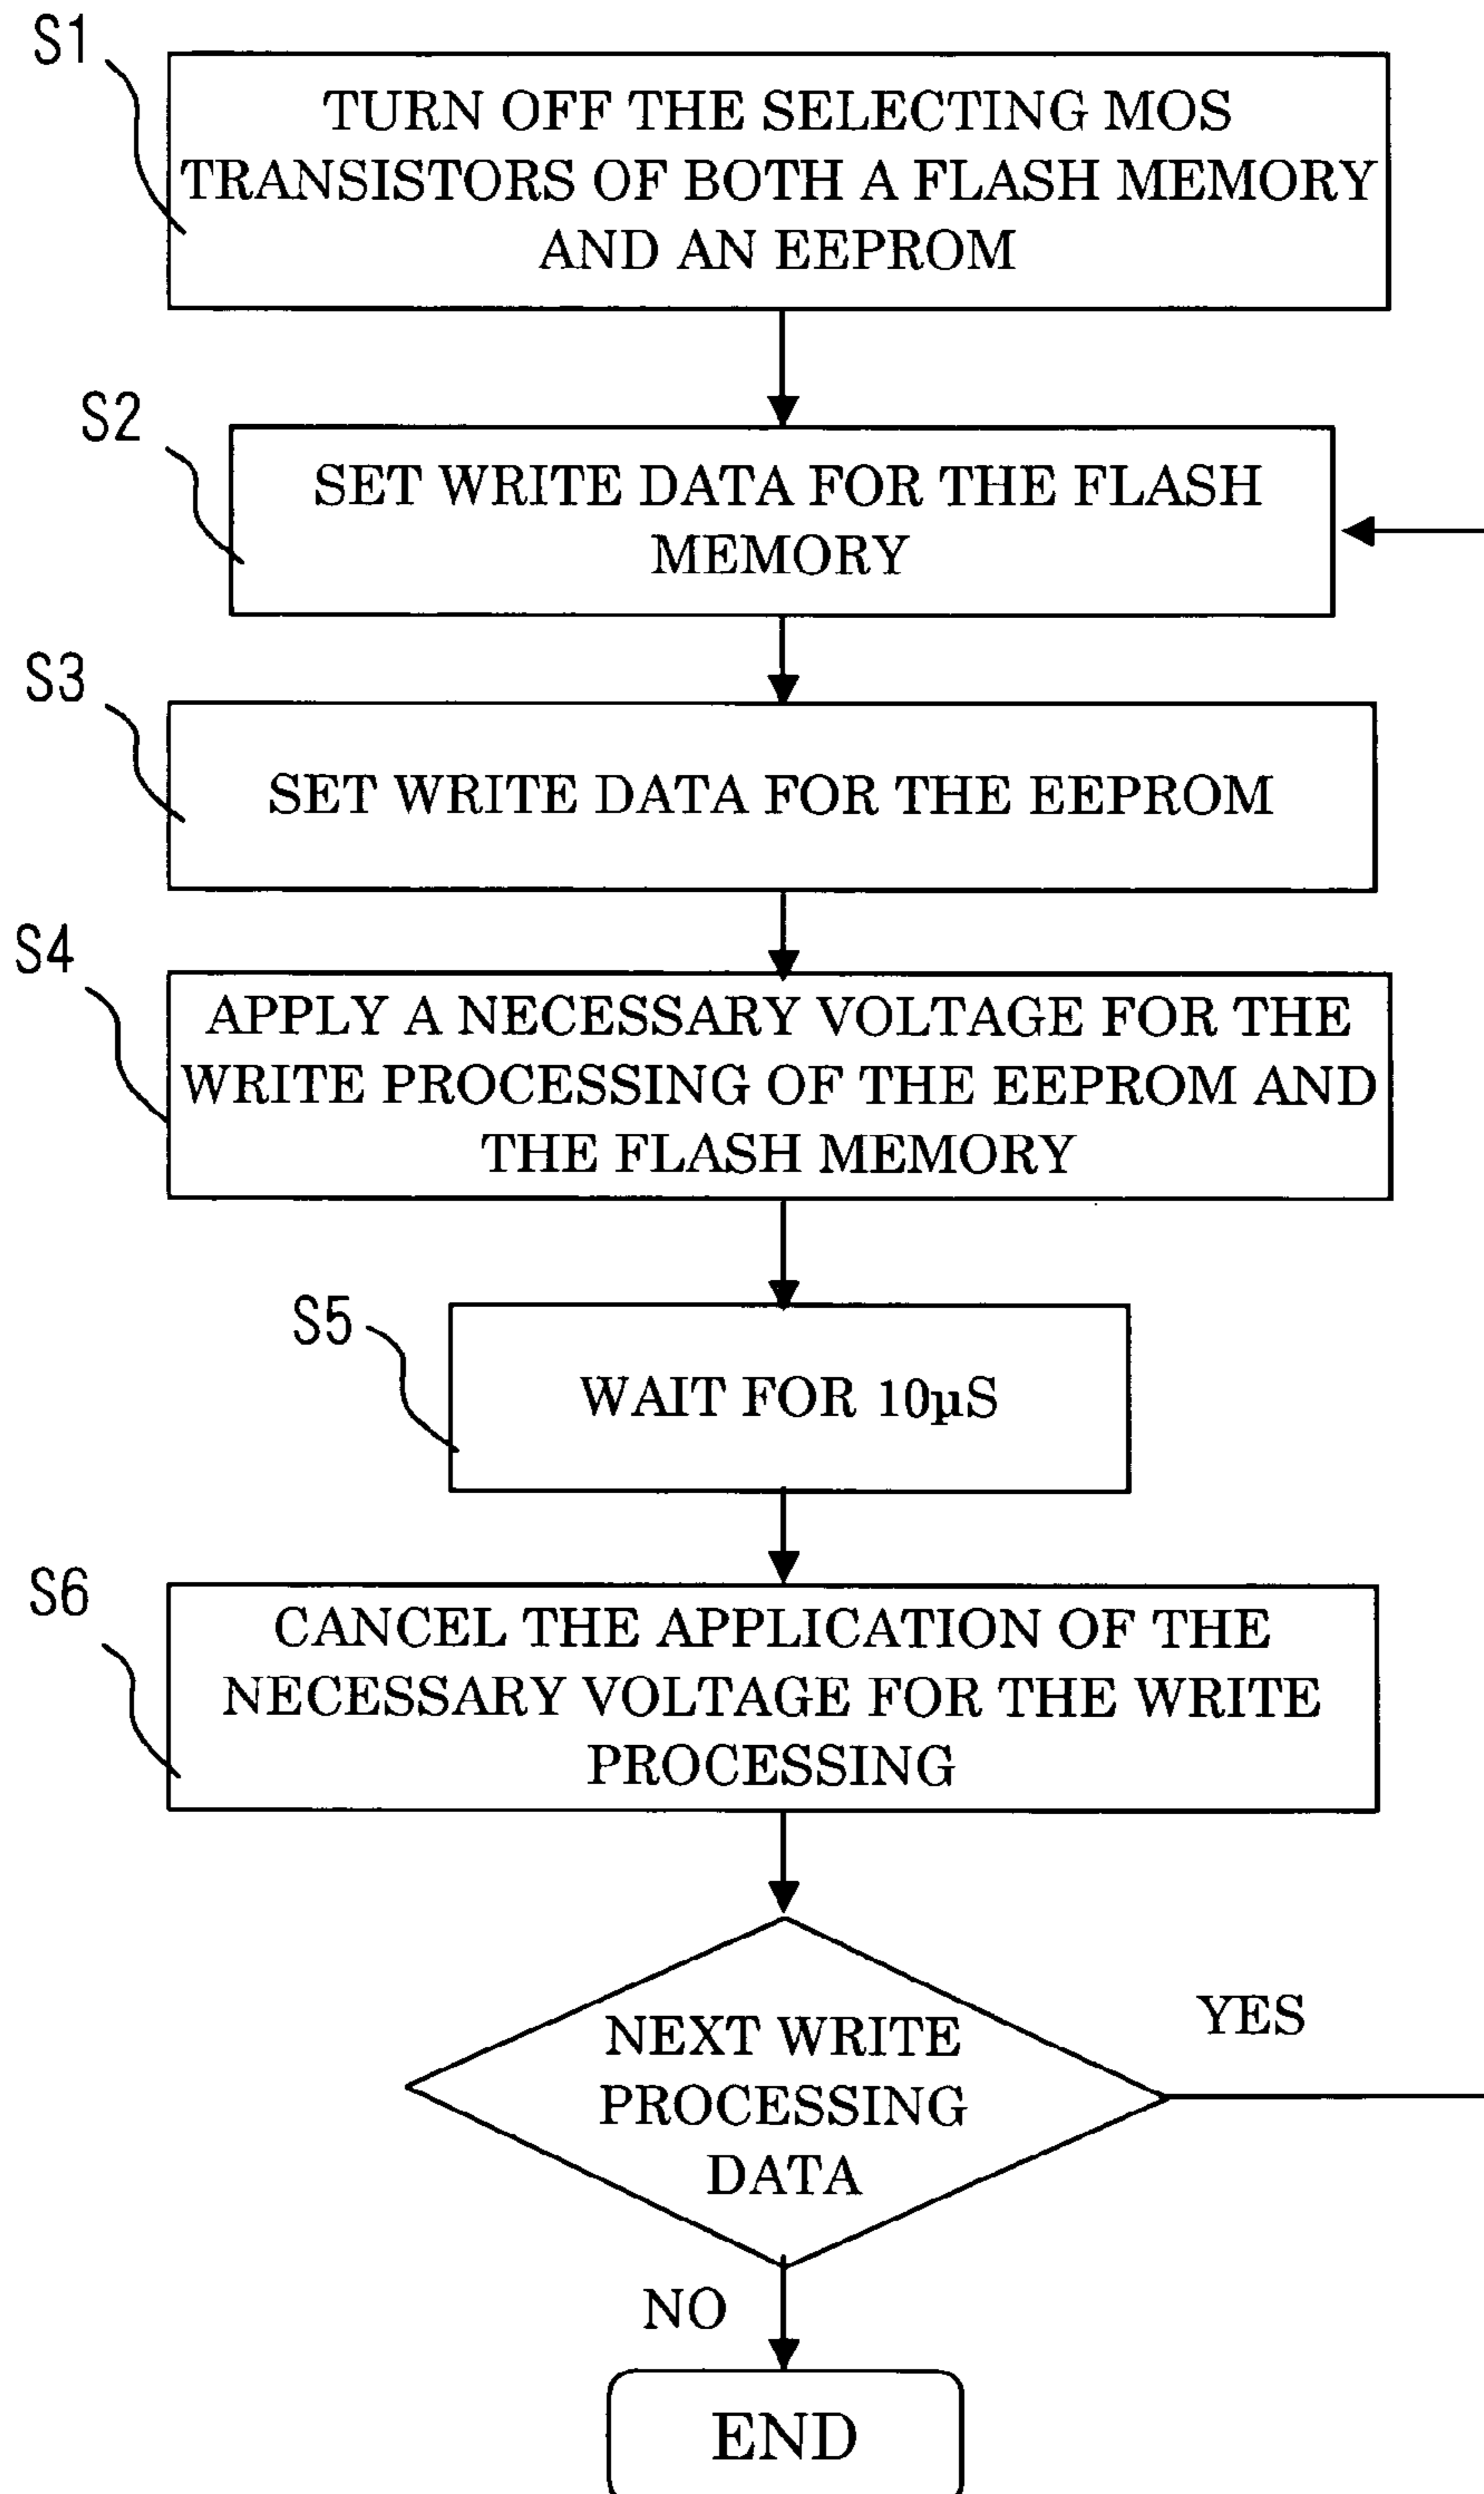 S1
TURN OFF THE SELECTING MOS
TRANSISTORS OF BOTH A FLASH MEMORY
AND AN EEPROM
S2
SET WRITE DATA FOR THE FLASH
MEMORY
S3
SET WRITE DATA FOR THE EEPROM
S4
APPLY A NECESSARY VOLTAGE FOR THE
WRITE PROCESSING OF THE EEPROM AND
THE FLASH MEMORY
S5
WAIT FOR 10µS
S6
CANCEL THE APPLICATION OF THE
NECESSARY VOLTAGE FOR THE WRITE
PROCESSING
NEXT WRITE
PROCESSING
DATA
YES
NO
END